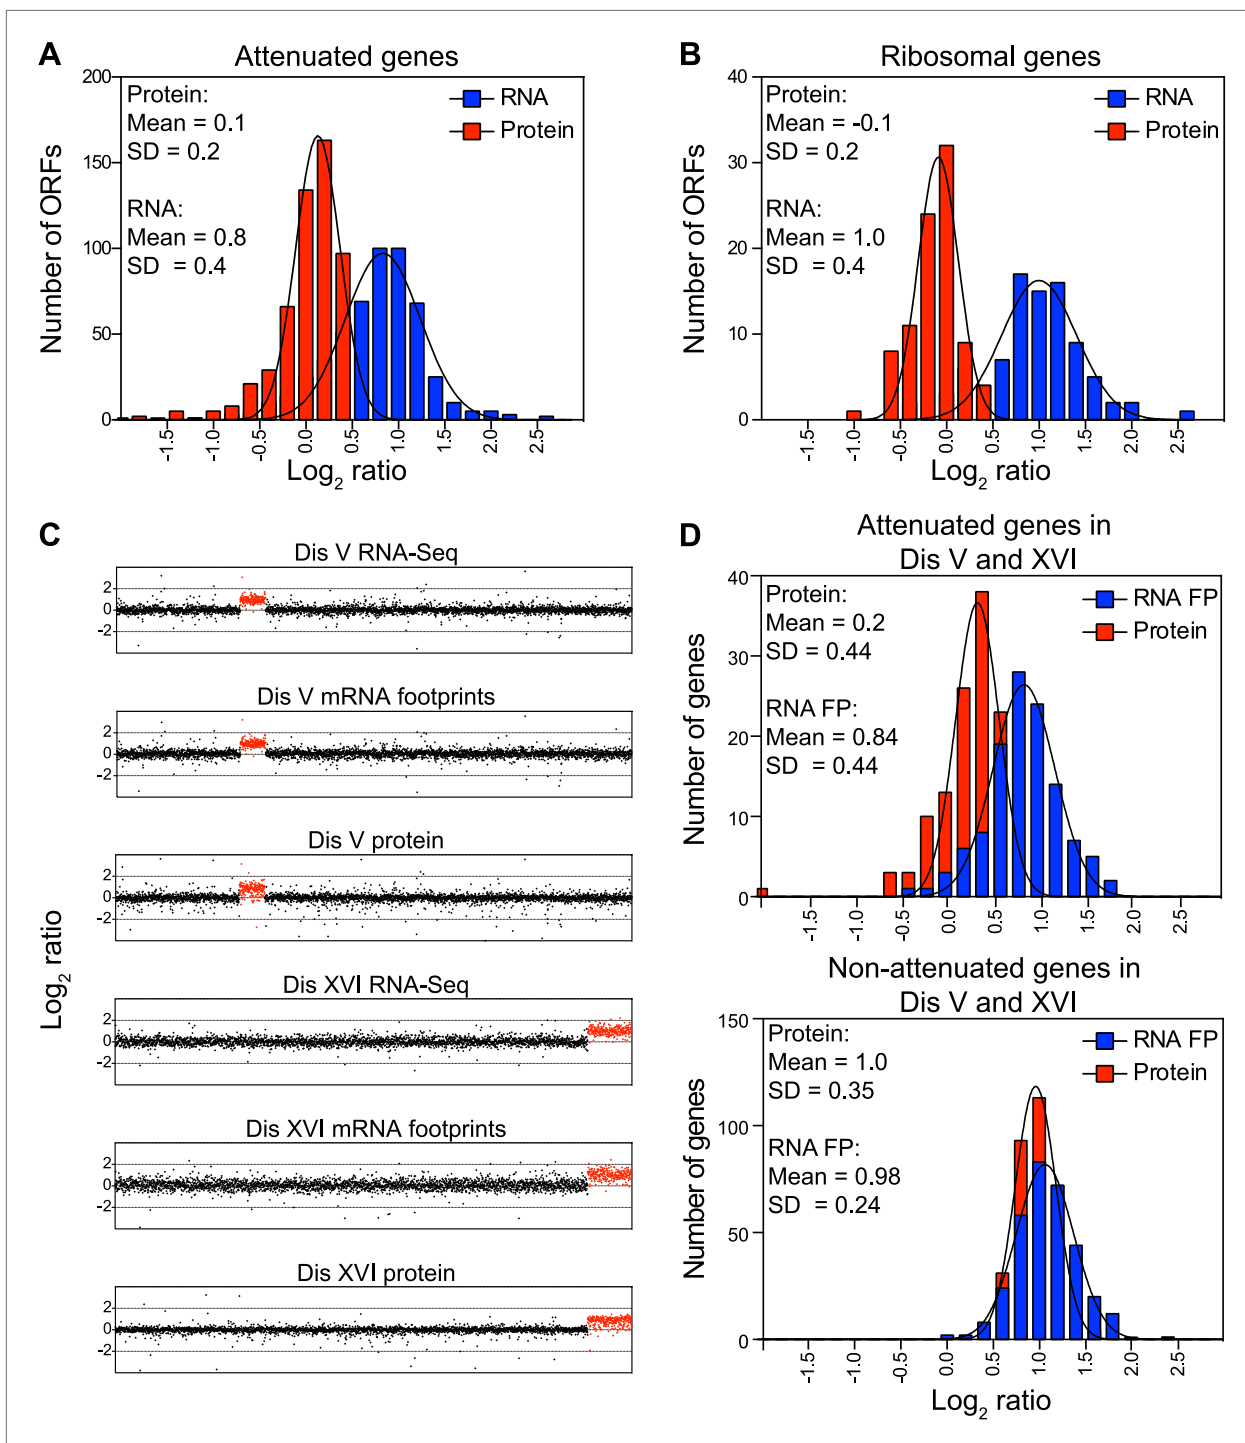 A
Attenuated genes
Number of ORFs
200
150
100
50
0
Protein:
Mean = 0.1
SD = 0.2
RNA:
Mean = 0.8
SD = 0.4
RNA
Protein
-1.5
-1.0
-0.5
0.0
0.5
1.0
1.5
2.0
2.5
Log2 ratio
B
Ribosomal genes
Number of ORFs
40
30
20
10
0
Protein:
Mean = -0.1
SD = 0.2
RNA:
Mean = 1.0
SD = 0.4
RNA
Protein
-1.5
-1.0
-0.5
0.0
0.5
1.0
1.5
2.0
2.5
Log2 ratio
C
Log2 ratio
Dis V RNA-Seq
2
0
-2
Dis V mRNA footprints
2
0
-2
Dis V protein
2
0
-2
Dis XVI RNA-Seq
2
0
-2
Dis XVI mRNA footprints
2
0
-2
Dis XVI protein
2
0
-2
D
Attenuated genes in
Dis V and XVI
Number of genes
40
30
20
10
0
Protein:
Mean = 0.2
SD = 0.44
RNA FP:
Mean = 0.84
SD = 0.44
RNA FP
Protein
-1.5
-1.0
-0.5
0.0
0.5
1.0
1.5
2.0
2.5
Non-attenuated genes in
Dis V and XVI
Number of genes
150
100
50
0
Protein:
Mean = 1.0
SD = 0.35
RNA FP:
Mean = 0.98
SD = 0.24
RNA FP
Protein
-1.5
-1.0
-0.5
0.0
0.5
1.0
1.5
2.0
2.5
Log2 ratio